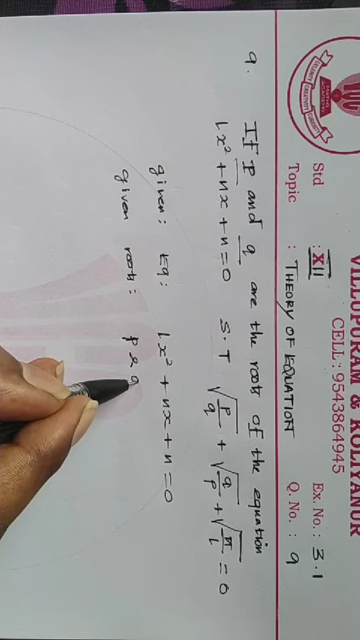 VILLUPURAM & KOLIYANUR
CELL : 9543864945
Std : XII Ex. No. : 3.1
Topic : THEORY OF EQUATION Q. No. : 9
9. If p and q are the roots of the equation
lx² + nx + n = 0 S.T √(p/q) + √(q/p) + √(n/l) = 0
given : Eq : lx² + nx + n = 0
given roots : p & q